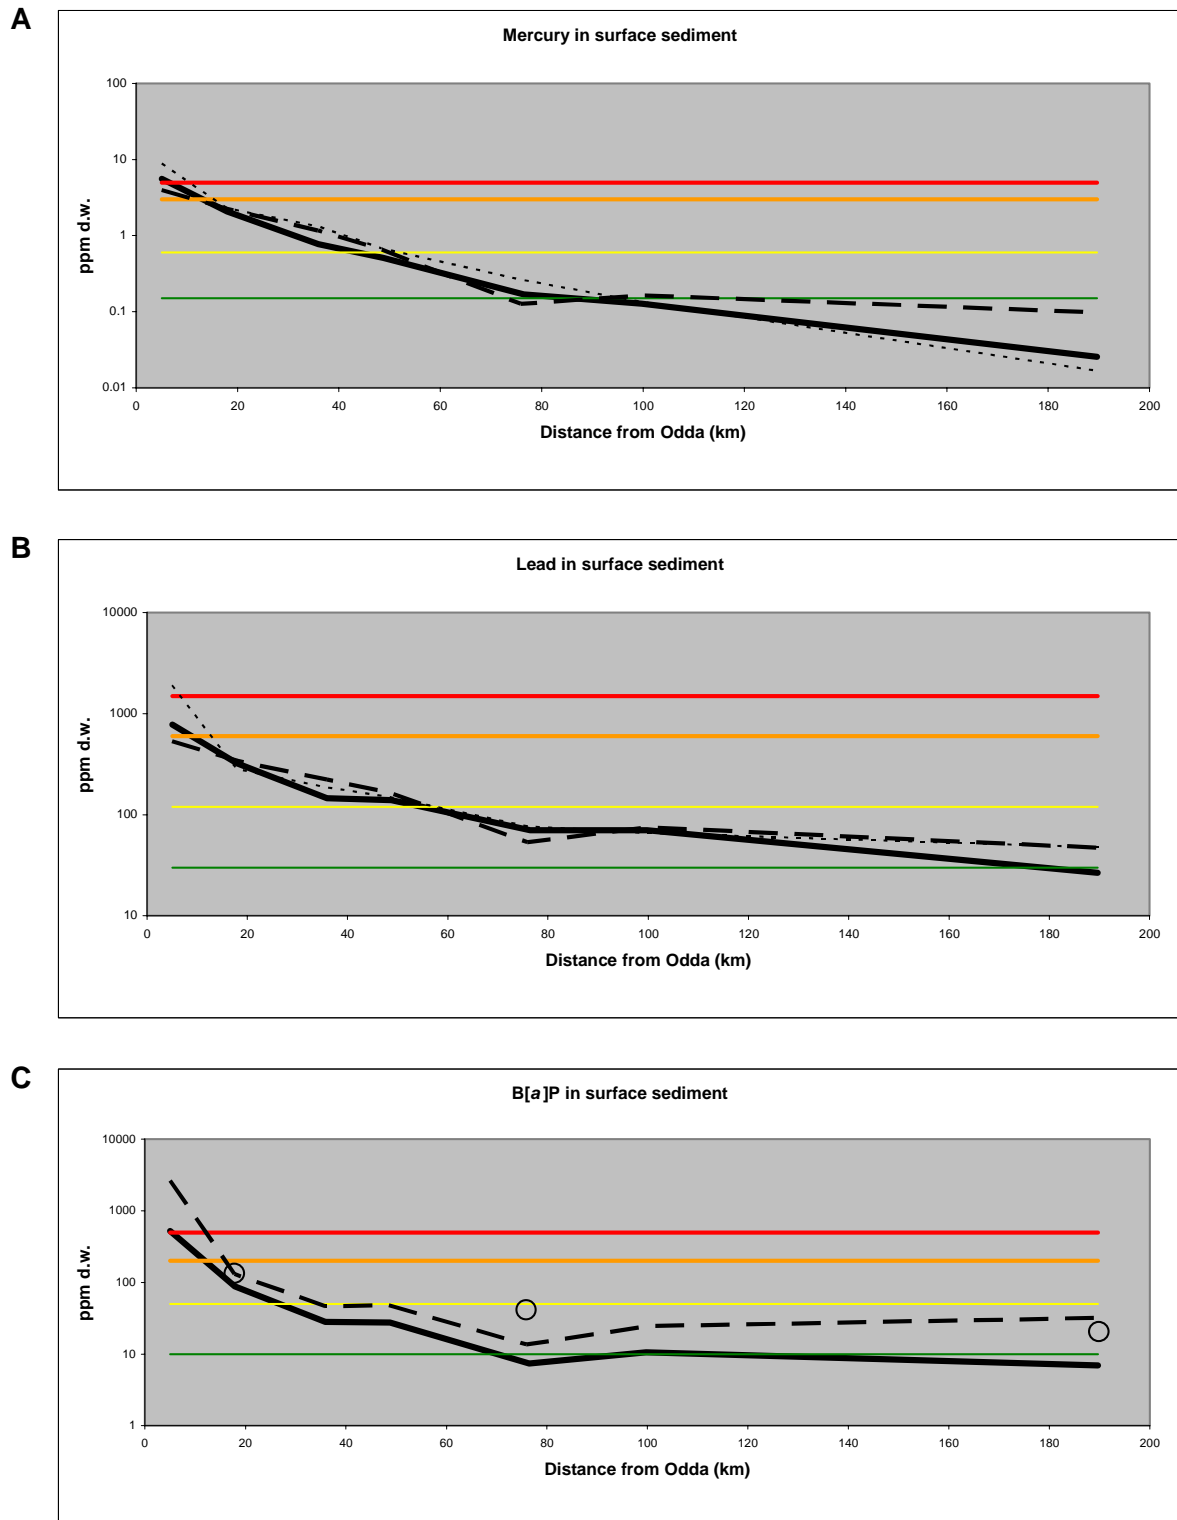 A
Mercury in surface sediment
100
10
1
0.1
0.01
ppm d.w.
0 20 40 60 80 100 120 140 160 180 200
Distance from Odda (km)
B
Lead in surface sediment
10000
1000
100
10
ppm d.w.
0 20 40 60 80 100 120 140 160 180 200
Distance from Odda (km)
C
B[a]P in surface sediment
10000
1000
100
10
1
ppm d.w.
0 20 40 60 80 100 120 140 160 180 200
Distance from Odda (km)